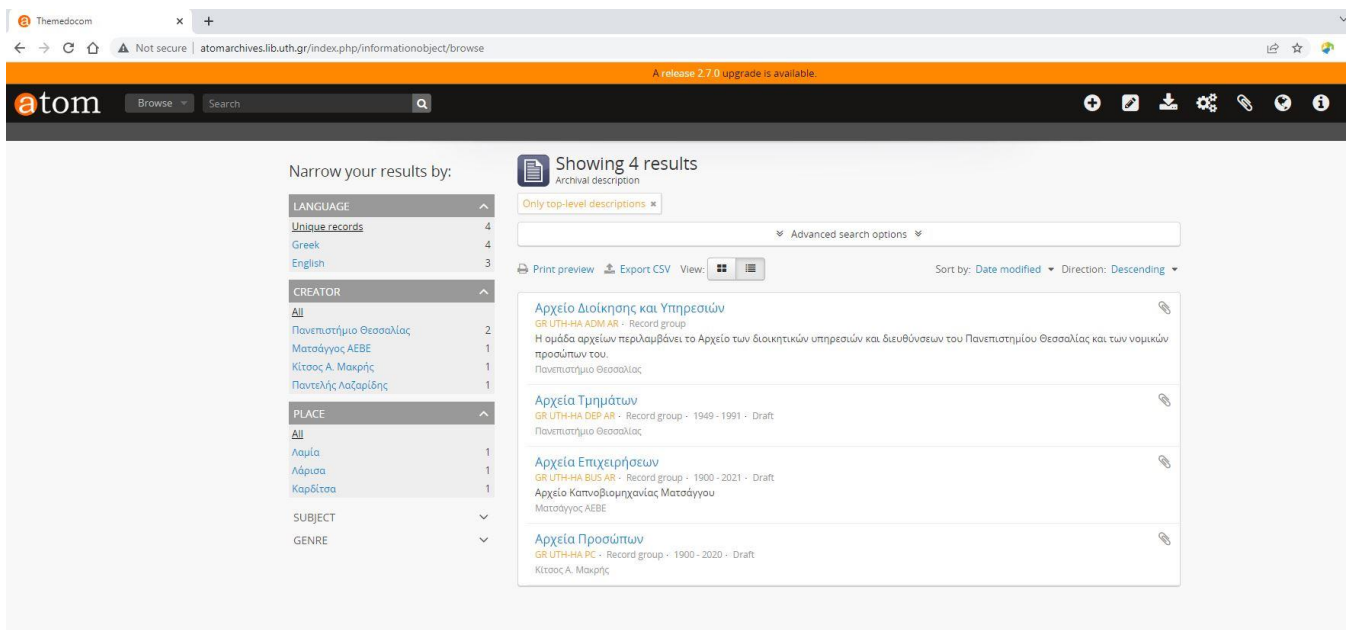 Themedocom
Not secure atomarchives.lib.uth.gr/index.php/informationobject/browse
A release 2.7.0 upgrade is available.
atom Browse Search
Narrow your results by:
LANGUAGE
Unique records 4
Greek 4
English 3
CREATOR
All
Πανεπιστήμιο Θεσσαλίας 2
Ματσάγγος ΑΕΒΕ 1
Κίτσος Α. Μακρής 1
Παντελής Λαζαρίδης 1
PLACE
All
Λαμία 1
Λάρισα 1
Καρδίτσα 1
SUBJECT
GENRE
Showing 4 results
Archival description
Only top-level descriptions
Advanced search options
Print preview Export CSV View: Sort by: Date modified Direction: Descending
Αρχείο Διοίκησης και Υπηρεσιών
GR UTH-HA ADM AR · Record group
Η ομάδα αρχείων περιλαμβάνει το Αρχείο των διοικητικών υπηρεσιών και διευθύνσεων του Πανεπιστημίου Θεσσαλίας και των νομικών
προσώπων του.
Πανεπιστήμιο Θεσσαλίας
Αρχεία Τμημάτων
GR UTH-HA DEP AR · Record group · 1949 - 1991 · Draft
Πανεπιστήμιο Θεσσαλίας
Αρχεία Επιχειρήσεων
GR UTH-HA BUS AR · Record group · 1900 - 2021 · Draft
Αρχείο Καπνοβιομηχανίας Ματσάγγου
Ματσάγγος ΑΕΒΕ
Αρχεία Προσώπων
GR UTH-HA PC · Record group · 1900 - 2020 · Draft
Κίτσος Α. Μακρής